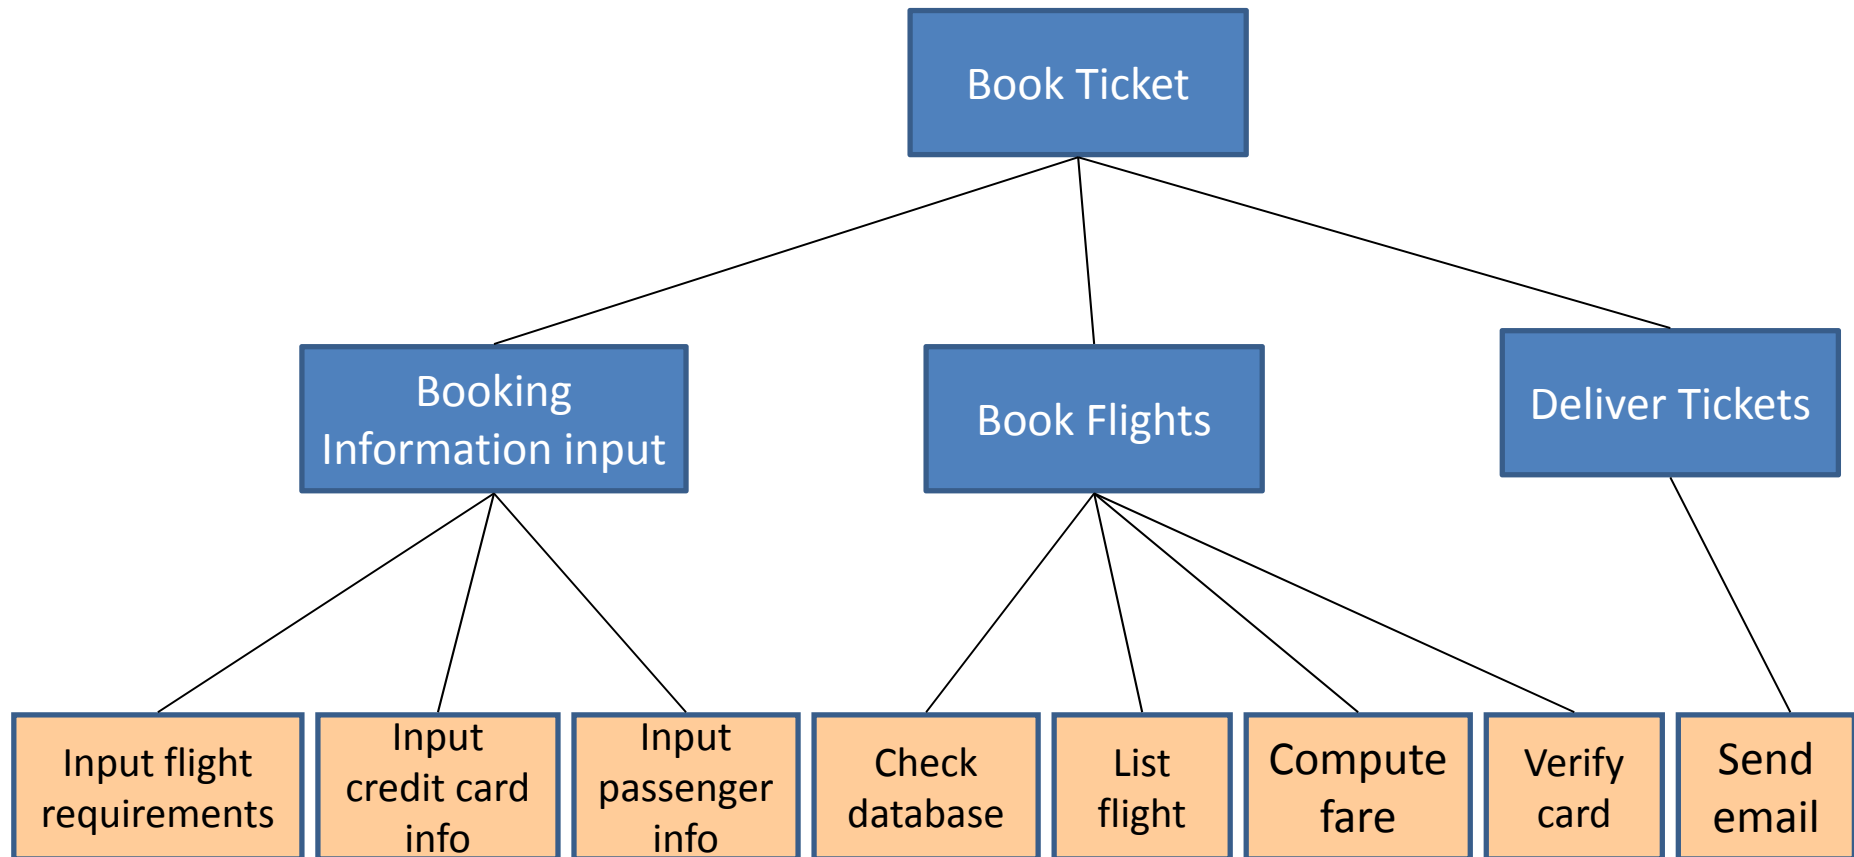 Book Ticket
Booking
Information input
Book Flights
Deliver Tickets
Input flight
requirements
Input
credit card
info
Input
passenger
info
Check
database
List
flight
Compute
fare
Verify
card
Send
email